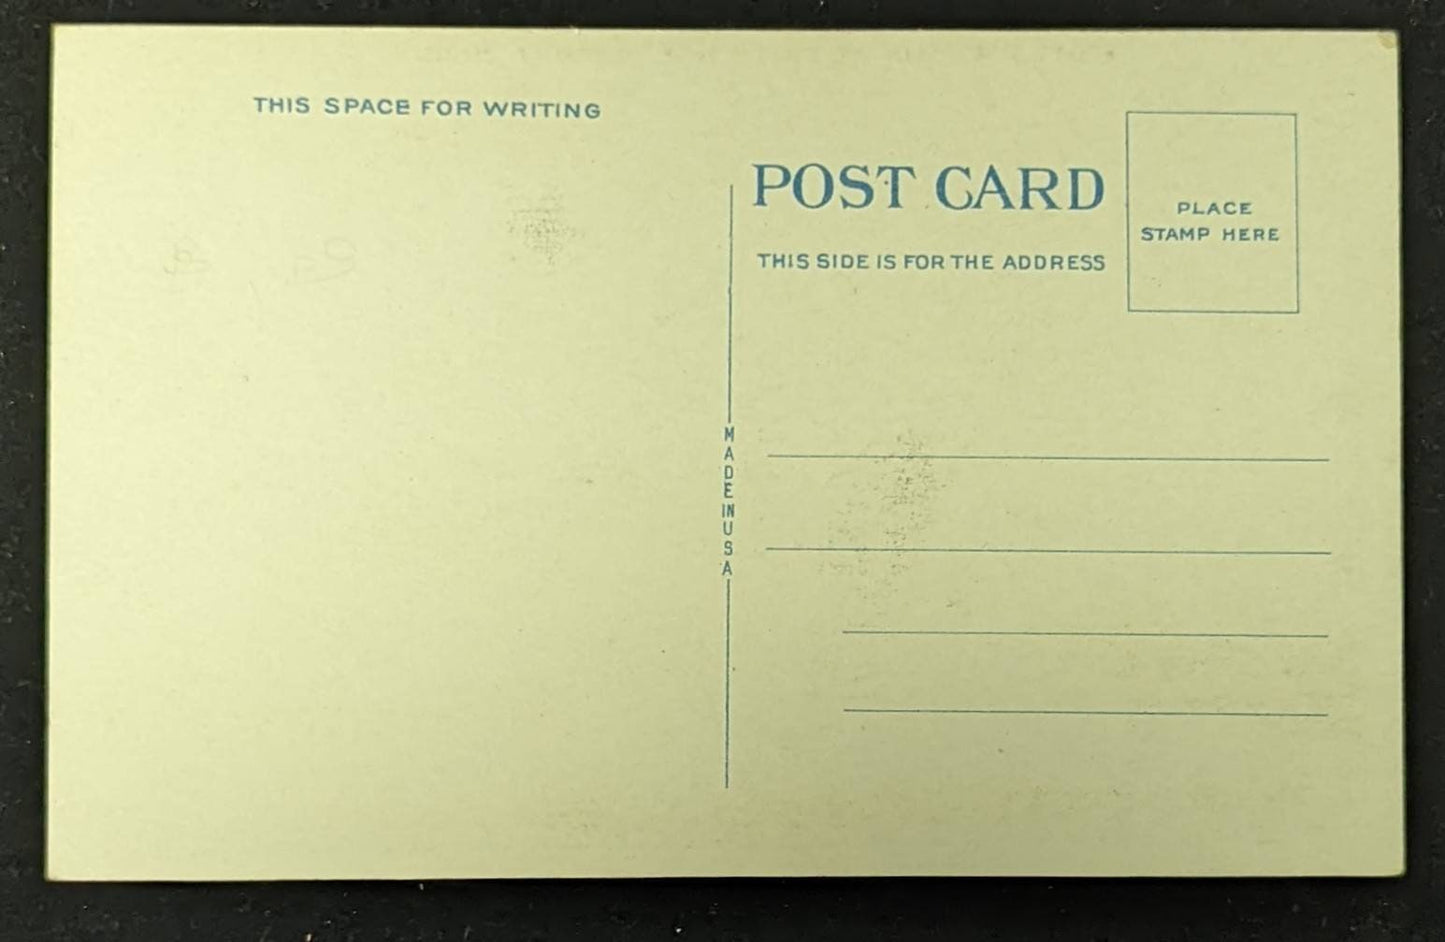 THIS SPACE FOR WRITING
POST CARD
THIS SIDE IS FOR THE ADDRESS
PLACE
STAMP HERE
MADE IN USA